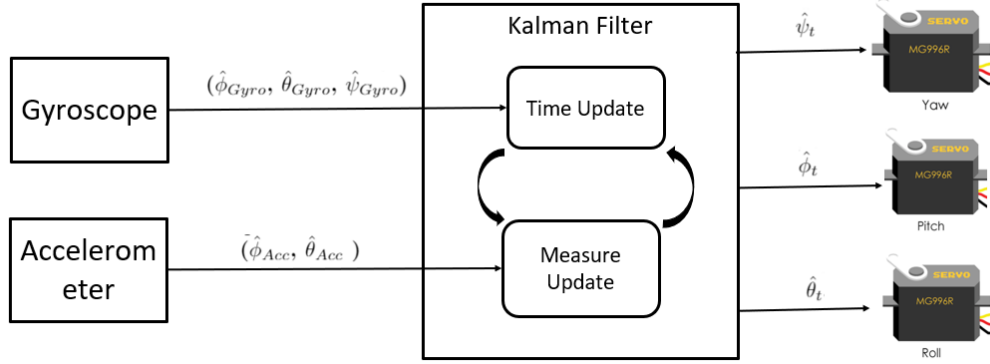 Kalman Filter
Gyroscope
(ϕ̂_Gyro, θ̂_Gyro, ψ̂_Gyro)
Time Update
Accelerom
eter
(ϕ̂_Acc, θ̂_Acc )
Measure
Update
ψ̂_t
SERVO
MG996R
Yaw
ϕ̂_t
SERVO
MG996R
Pitch
θ̂_t
SERVO
MG996R
Roll